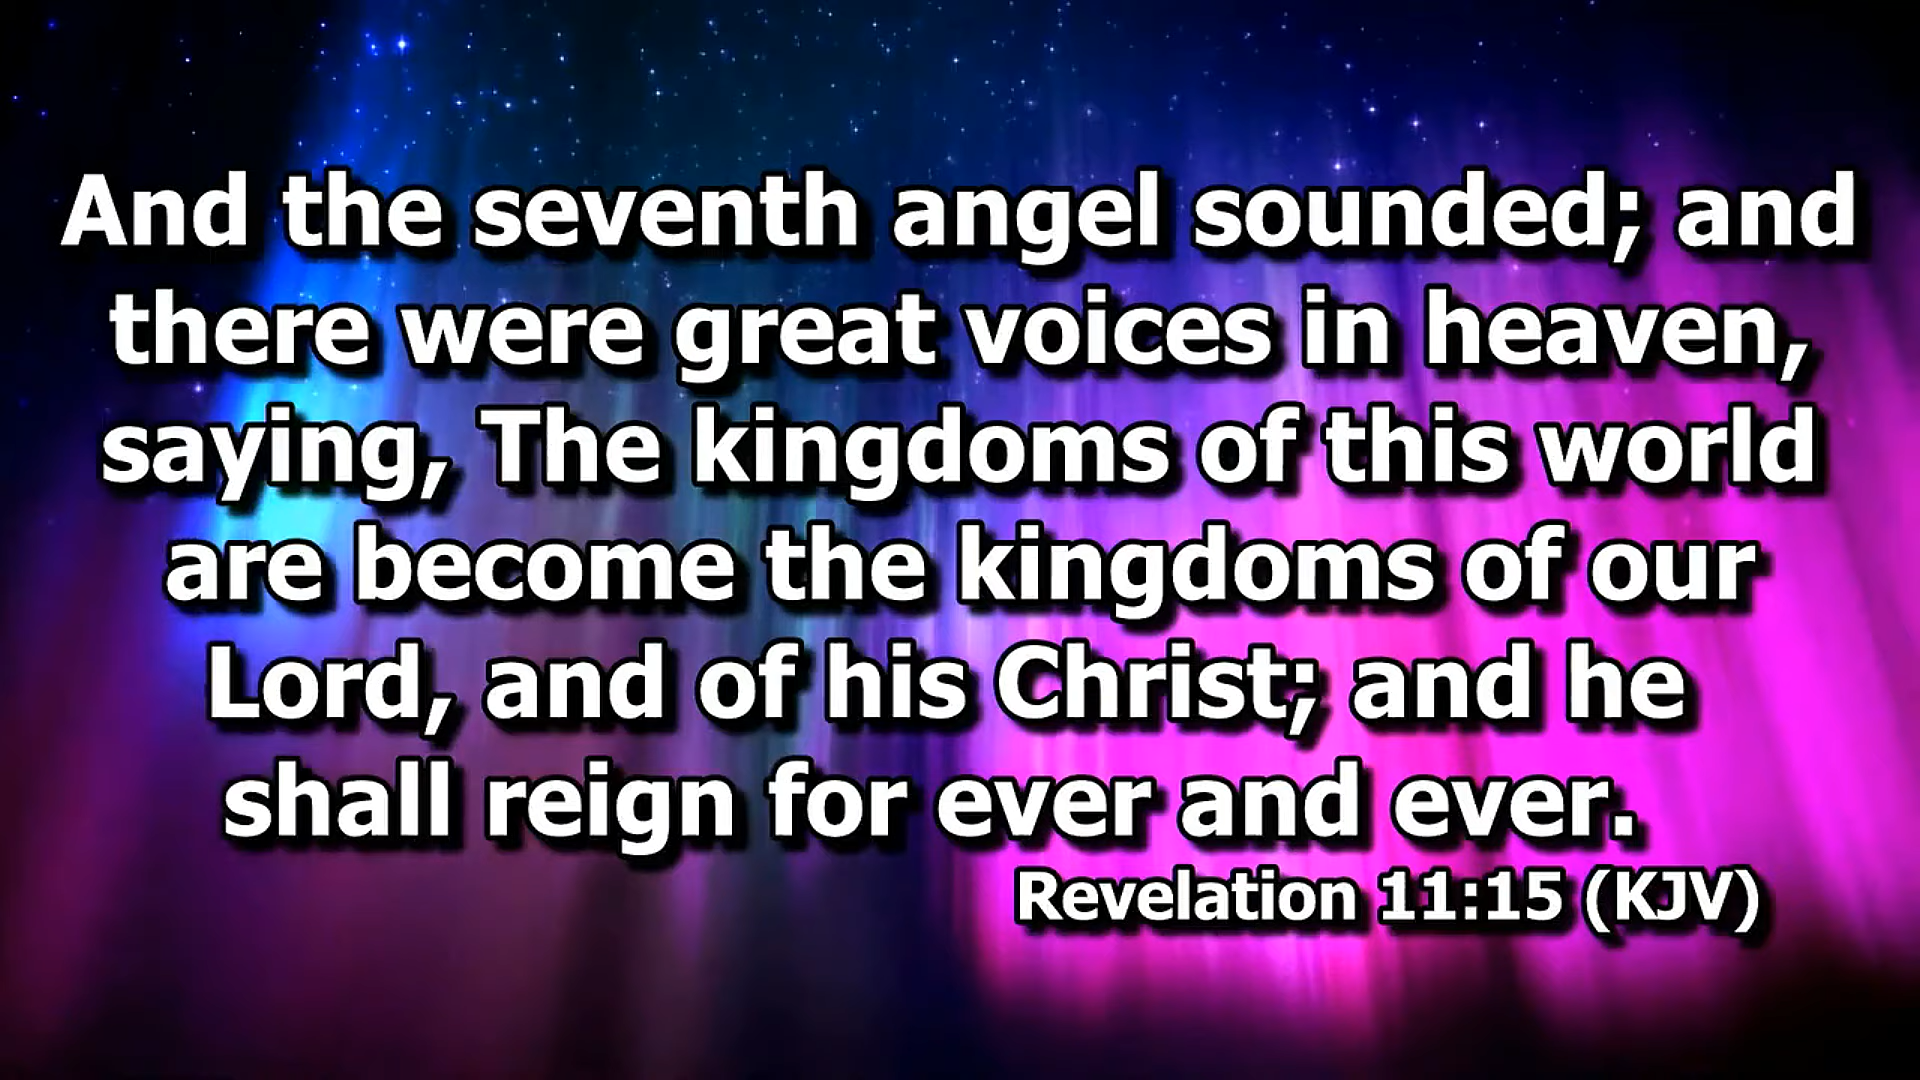 And the seventh angel sounded; and
there were great voices in heaven,
saying, The kingdoms of this world
are become the kingdoms of our
Lord, and of his Christ; and he
shall reign for ever and ever.
Revelation 11:15 (KJV)